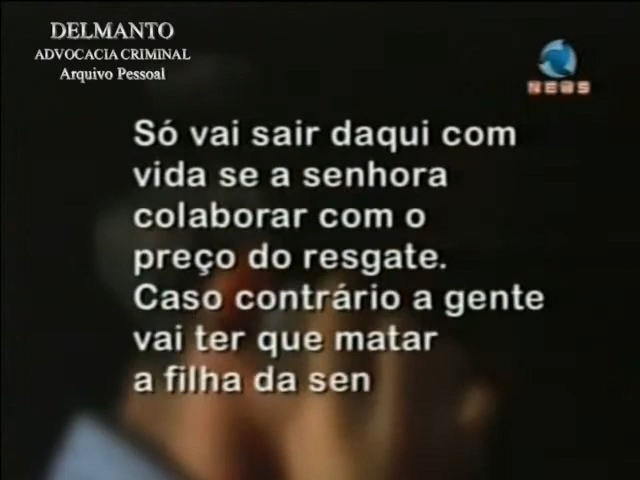 DELMANTO
ADVOCACIA CRIMINAL
Arquivo Pessoal
NEWS
Só vai sair daqui com
vida se a senhora
colaborar com o
preço do resgate.
Caso contrário a gente
vai ter que matar
a filha da sen